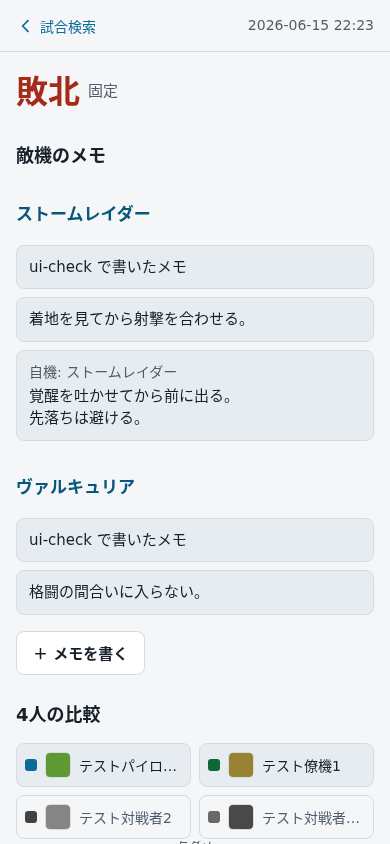 試合検索
2026-06-15 22:23
敗北 固定
敵機のメモ
ストームレイダー
ui-check で書いたメモ
着地を見てから射撃を合わせる。
自機: ストームレイダー
覚醒を吐かせてから前に出る。
先落ちは避ける。
ヴァルキュリア
ui-check で書いたメモ
格闘の間合いに入らない。
＋ メモを書く
4人の比較
テストパイロ…
テスト僚機1
テスト対戦者2
テスト対戦者…